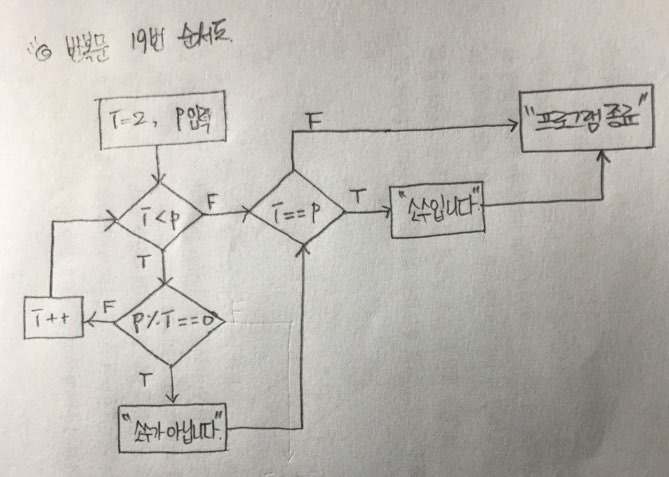 ◎ 반복문 19번 순서도.
I=2, P입력
I<P
F
T
P%I==0
F
I++
T
"소수가 아닙니다."
F
I==P
F
T
"소수입니다."
"프로그램 종료"